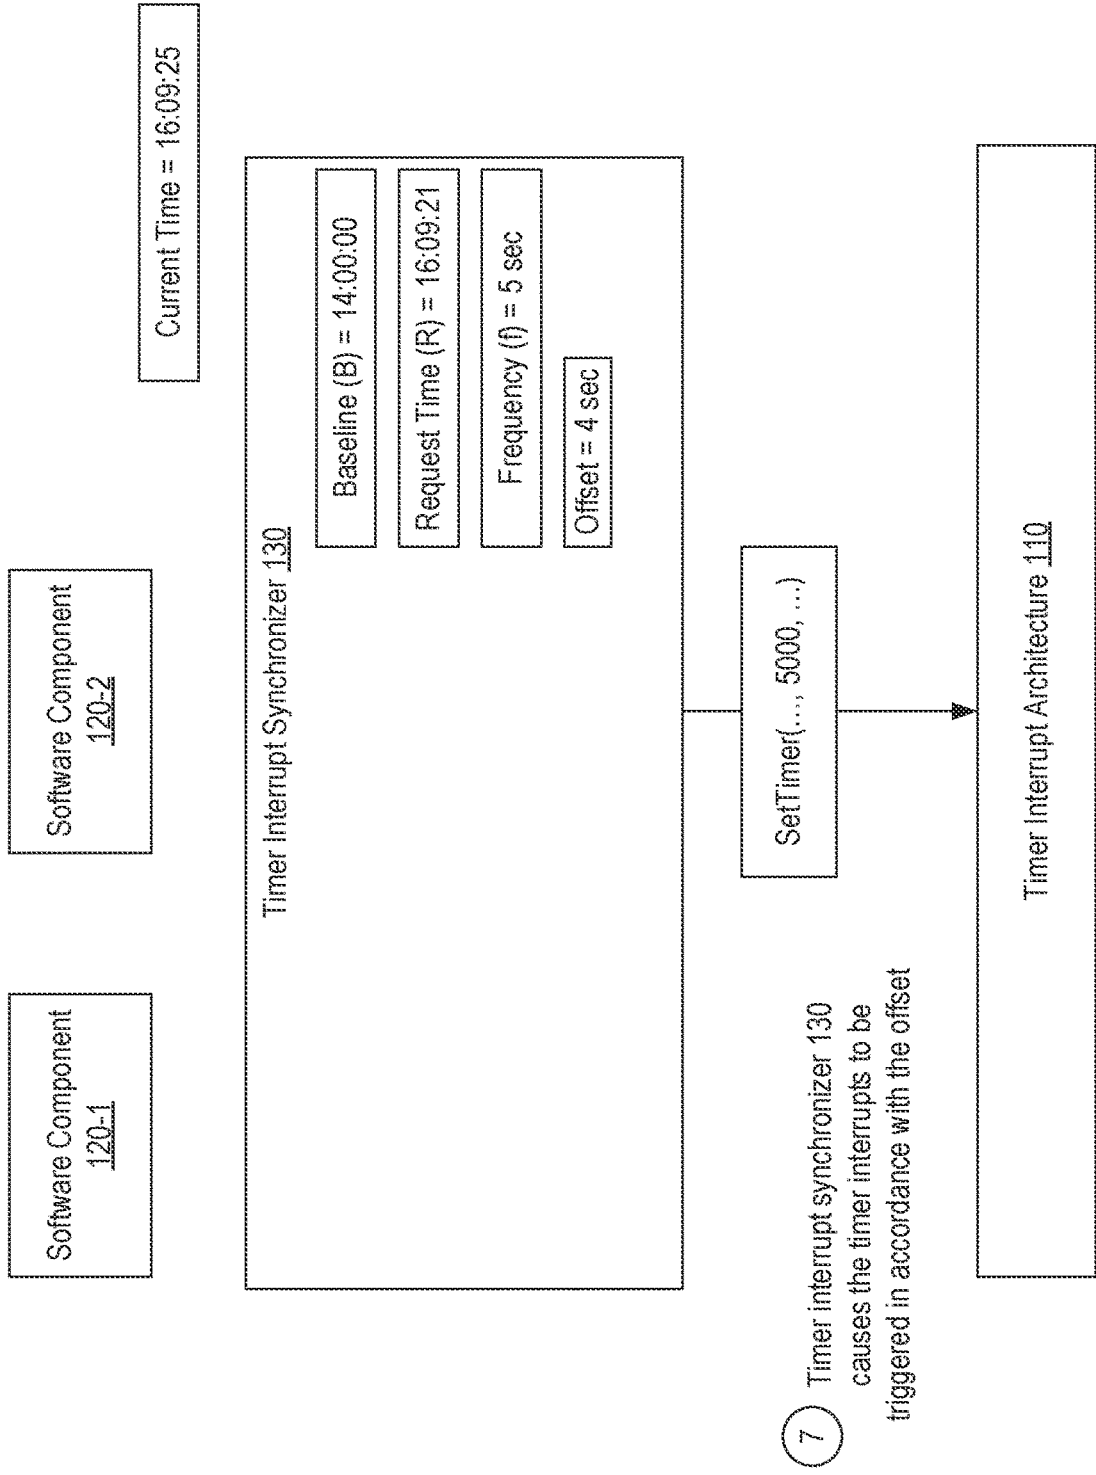 Software Component
120-1
Software Component
120-2
Current Time = 16:09:25
Timer Interrupt Synchronizer 130
Baseline (B) = 14:00:00
Request Time (R) = 16:09:21
Frequency (f) = 5 sec
Offset = 4 sec
SetTimer(…, 5000, …)
7
Timer interrupt synchronizer 130
causes the timer interrupts to be
triggered in accordance with the offset
Timer Interrupt Architecture 110